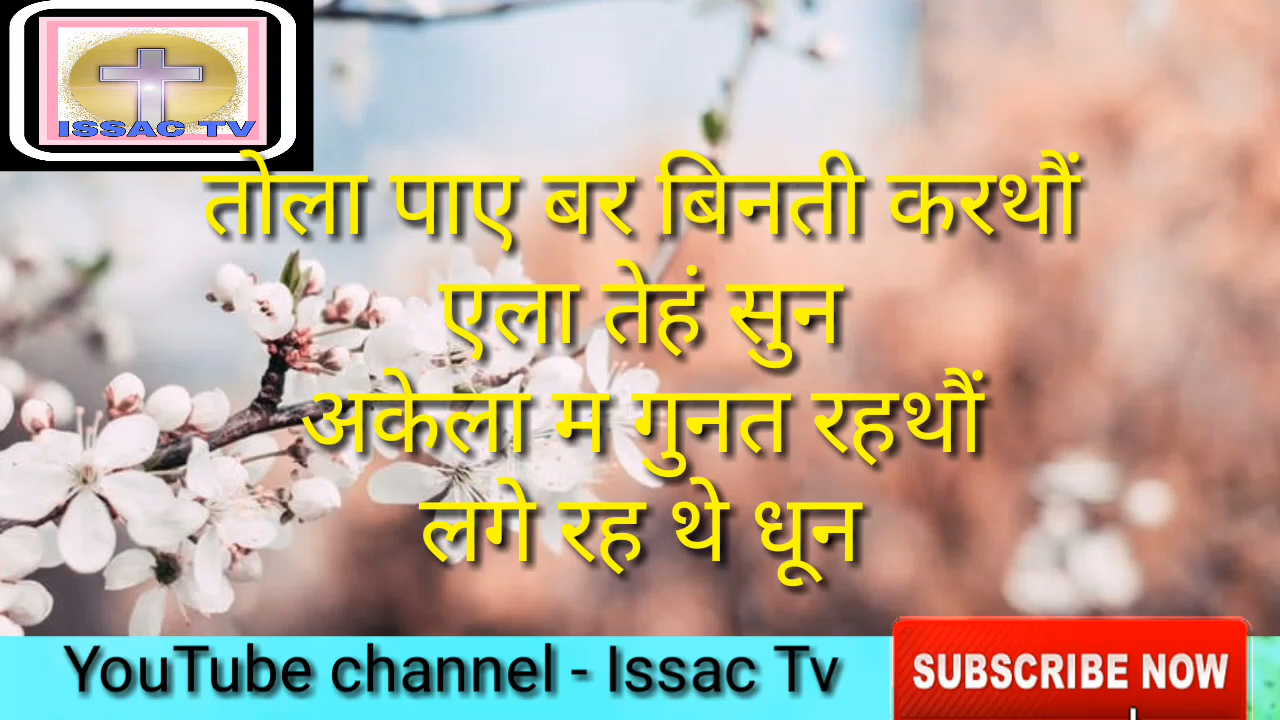 ISSAC TV
तोला पाए बर बिनती करथौं
एला तेहं सुन
अकेला म गुनत रहथौं
लगे रह थे धून
YouTube channel - Issac Tv
SUBSCRIBE NOW